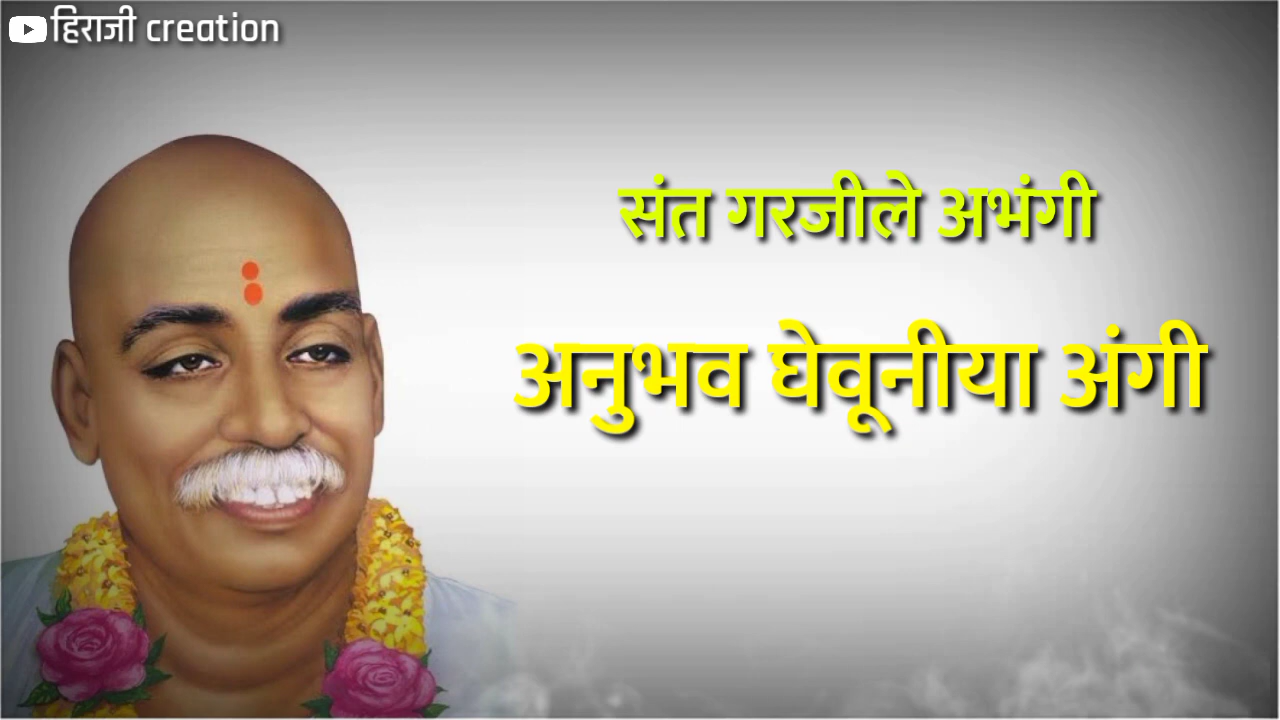 हिराजी creation
संत गरजीले अभंगी
अनुभव घेवूनीया अंगी